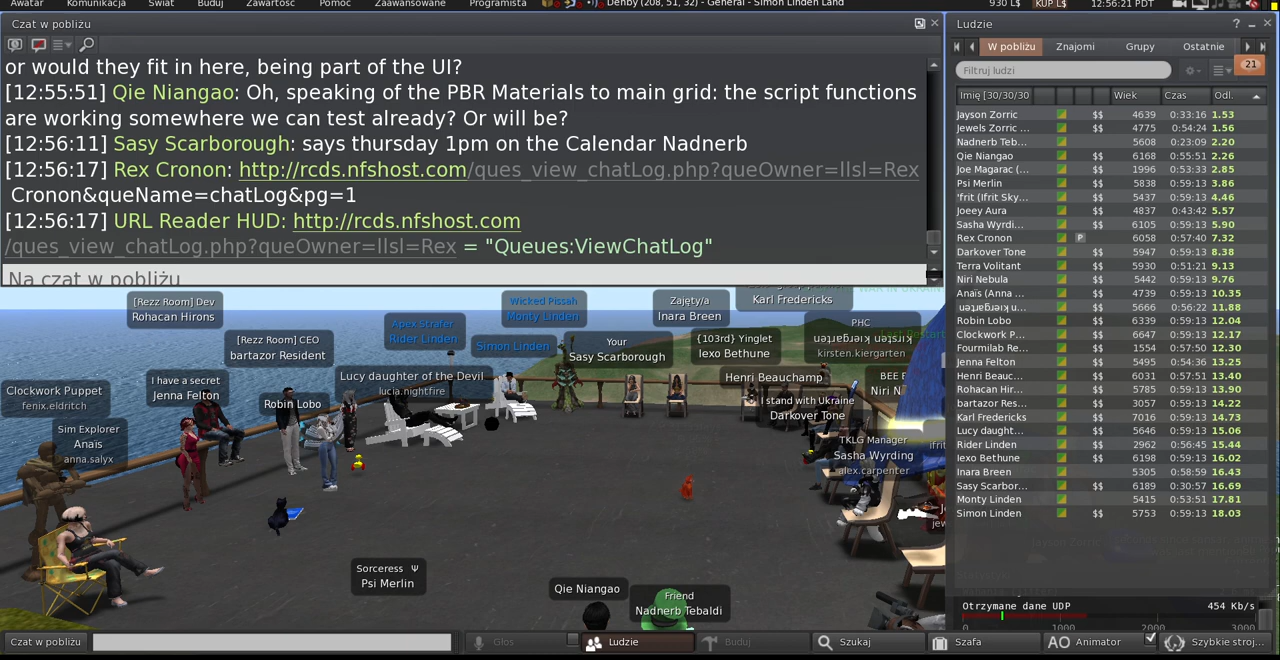 Awatar Komunikacja Świat Buduj Zawartość Pomoc Zaawansowane Programista Denby (208, 51, 32) - General - Simon Linden Land 930 L$ KUP L$ 12:56:21 PDT
Czat w pobliżu
or would they fit in here, being part of the UI?
[12:55:51] Qie Niangao: Oh, speaking of the PBR Materials to main grid: the script functions
are working somewhere we can test already? Or will be?
[12:56:11] Sasy Scarborough: says thursday 1pm on the Calendar Nadnerb
[12:56:17] Rex Cronon: http://rcds.nfshost.com/ques_view_chatLog.php?queOwner=llsl=Rex
Cronon&queName=chatLog&pg=1
[12:56:17] URL Reader HUD: http://rcds.nfshost.com
/ques_view_chatLog.php?queOwner=llsl=Rex = "Queues:ViewChatLog"
Na czat w pobliżu
[Rezz Room] Dev
Rohacan Hirons
[Rezz Room] CEO
bartazor Resident
Apex Strafer
Rider Linden
Wicked Pissah
Monty Linden
Simon Linden
Your
Sasy Scarborough
Zajęty/a
Inara Breen
Karl Fredericks
{103rd} Yinglet
Iexo Bethune
PHC
kirsten.kiergarten
Clockwork Puppet
fenix.eldritch
I have a secret
Jenna Felton
Robin Lobo
Lucy daughter of the Devil
lucia.nightfire
Henri Beauchamp
BEE
Niri N
I stand with Ukraine
Darkover Tone
Sim Explorer
Anaïs
anna.salyx
TKLG Manager
Sasha Wyrding
alex.carpenter
Sorceress Ψ
Psi Merlin
Qie Niangao
Friend
Nadnerb Tebaldi
Ludzie
? _ ×
W pobliżu Znajomi Grupy Ostatnie
21
Filtruj ludzi
Imię [30/30/30 Wiek Czas Odl.
Jayson Zorric 4639 0:33:16 1.53
Jewels Zorric ... $$ 4775 0:54:24 1.56
Nadnerb Teb... 5608 0:23:09 2.20
Qie Niangao $$ 6168 0:55:51 2.26
Joe Magarac (... $$ 1996 0:53:33 2.85
Psi Merlin $$ 5838 0:59:13 3.86
'frit (Ifrit Sky... $$ 5437 0:59:13 4.46
Joeey Aura $$ 4837 0:43:42 5.57
Sasha Wyrdi... $$ 6105 0:59:13 5.90
Rex Cronon P 6058 0:57:40 7.32
Darkover Tone $$ 5947 0:59:13 8.38
Terra Volitant $$ 5930 0:51:21 9.13
Niri Nebula $$ 5442 0:59:13 9.76
Anaïs (Anna ... $$ 4739 0:59:13 10.35
5666 0:56:22 11.88
Robin Lobo $$ 6339 0:59:13 12.04
Clockwork P... $$ 6647 0:59:13 12.17
Fourmilab Re... $$ 1554 0:57:50 12.30
Jenna Felton $$ 5495 0:54:36 13.25
Henri Beauc... $$ 6031 0:57:51 13.40
Rohacan Hir... $$ 5785 0:59:13 13.90
bartazor Res... $$ 3057 0:59:13 14.22
Karl Fredericks $$ 7016 0:59:13 14.73
Lucy daught... $$ 5646 0:59:13 15.06
Rider Linden $$ 2962 0:56:45 15.44
Iexo Bethune $$ 6198 0:59:13 16.02
Inara Breen 5305 0:58:59 16.43
Sasy Scarbor... $$ 6189 0:30:57 16.69
Monty Linden 5415 0:53:51 17.81
Simon Linden $$ 5753 0:59:13 18.03
Otrzymane dane UDP 454 Kb/s
0 1000 2000 3000
Czat w pobliżu Głos Ludzie Buduj Szukaj Szafa AO Animator Szybkie stroj...